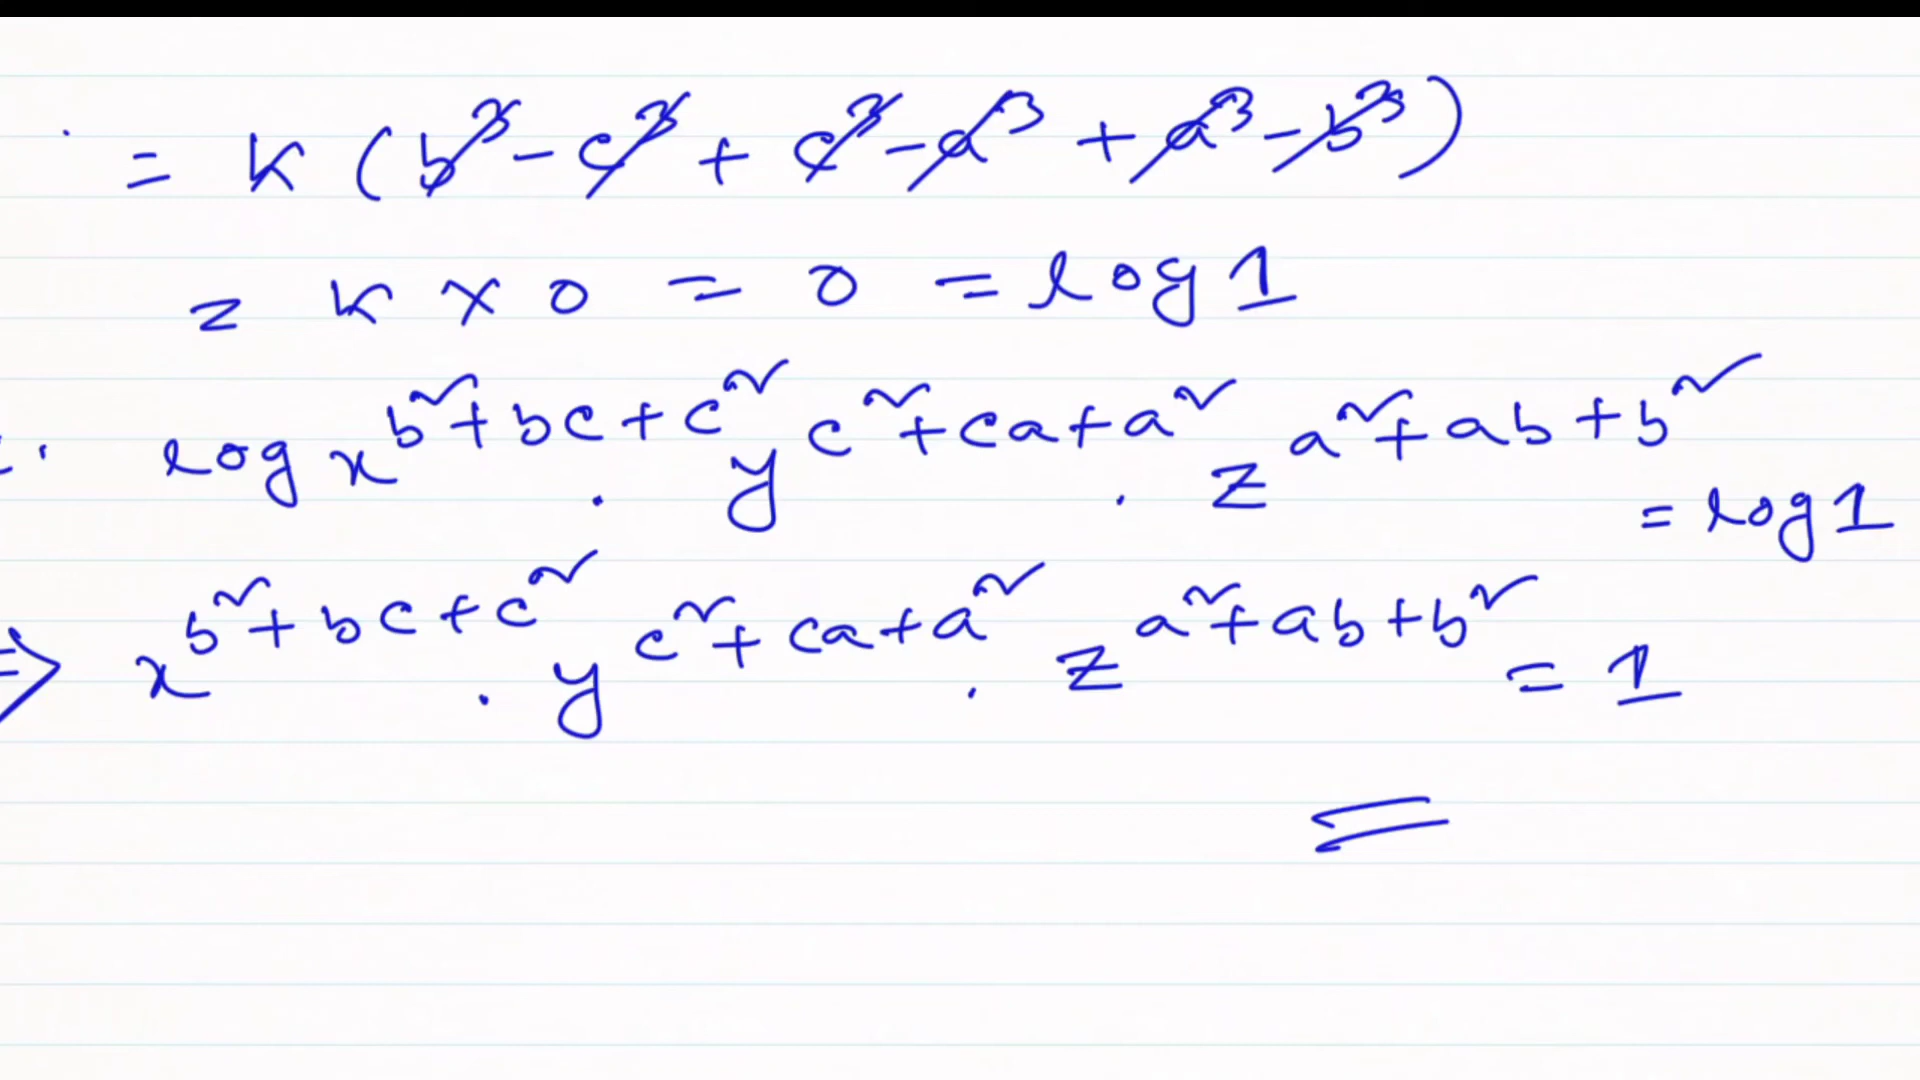 = k (b³ - c³ + c³ - a³ + a³ - b³)
= k × 0 = 0 = log 1
∴ log x^(b²+bc+c²) . y^(c²+ca+a²) . z^(a²+ab+b²) = log 1
⇒ x^(b²+bc+c²) . y^(c²+ca+a²) . z^(a²+ab+b²) = 1